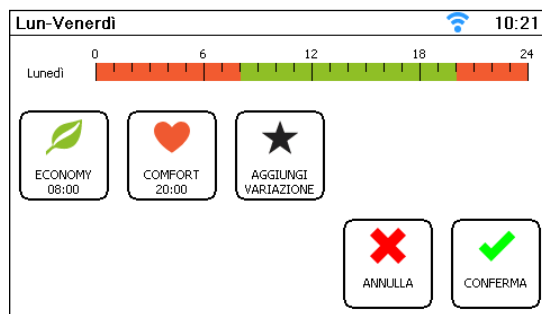 Lun-Venerdì 10:21
0 6 12 18 24
Lunedì
ECONOMY
08:00
COMFORT
20:00
AGGIUNGI
VARIAZIONE
ANNULLA
CONFERMA